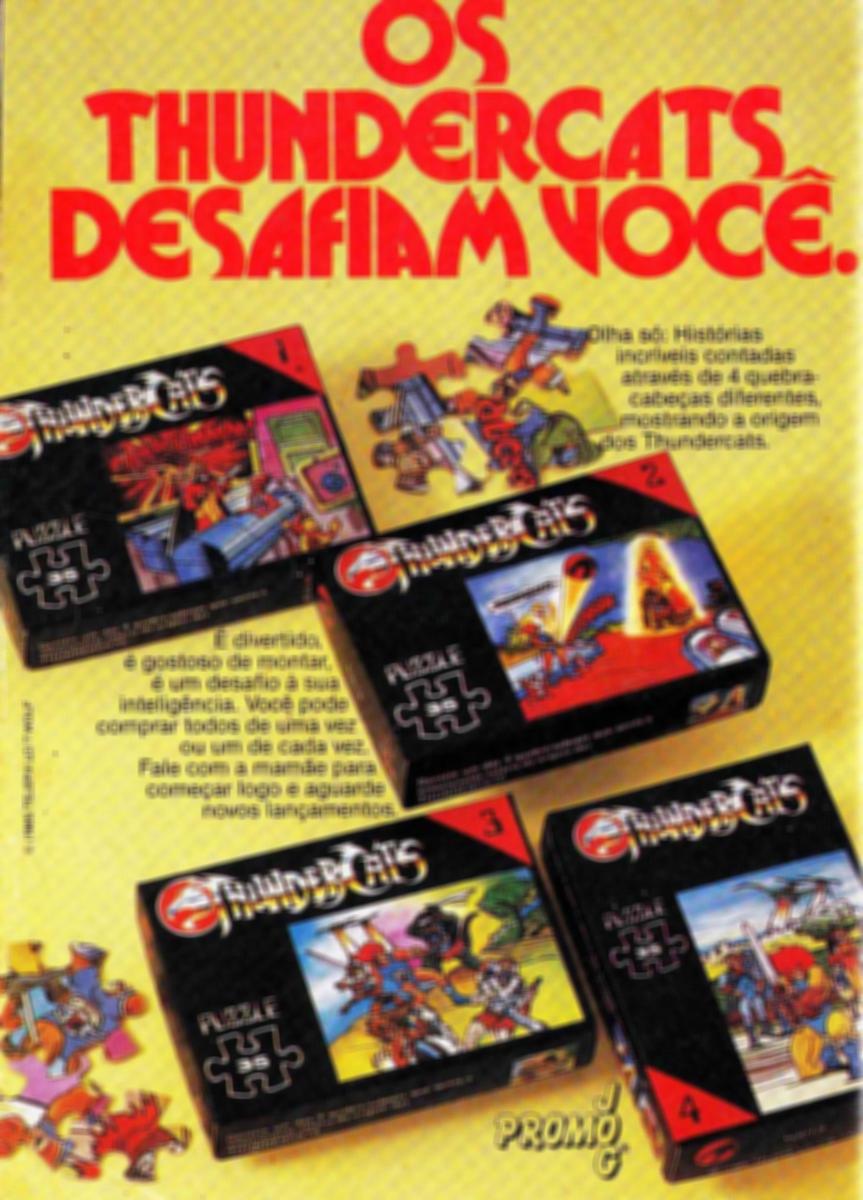 OS
THUNDERCATS
DESAFIAM VOCÊ.
Olha só: Histórias
incríveis contadas
através de 4 quebra-
cabeças diferentes,
mostrando a origem
dos Thundercats.
1
THUNDERCATS
PUZZLE
35
2
THUNDERCATS
PUZZLE
35
É divertido,
é gostoso de montar,
é um desafio à sua
inteligência. Você pode
comprar todos de uma vez
ou um de cada vez.
Fale com a mamãe para
começar logo e aguarde
novos lançamentos.
3
THUNDERCATS
PUZZLE
35
THUNDERCATS
PUZZLE
35
4
PROMO
JOG